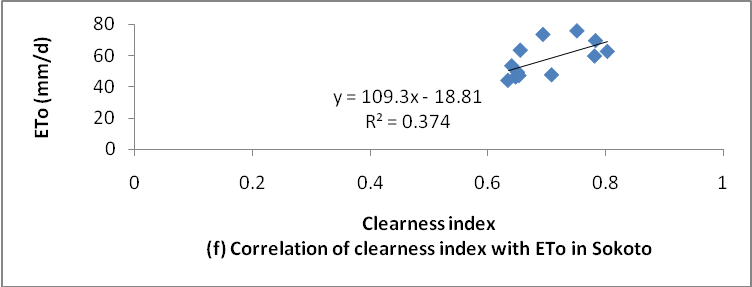 80
60
40
20
0
ETo (mm/d)
y = 109.3x - 18.81
R² = 0.374
0 0.2 0.4 0.6 0.8 1
Clearness index
(f) Correlation of clearness index with ETo in Sokoto